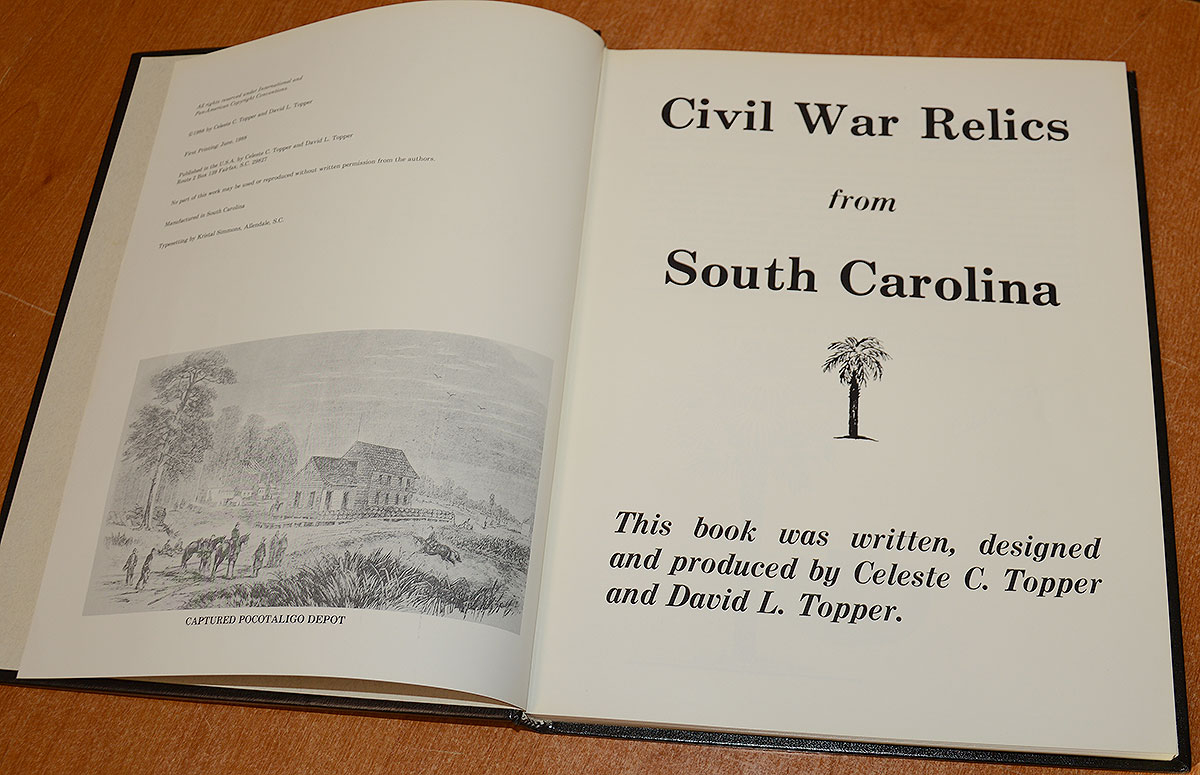 All rights reserved under International and
Pan-American Copyright Conventions.
©1988 by Celeste C. Topper and David L. Topper
First Printing: June, 1988
Published in the U.S.A. by Celeste C. Topper and David L. Topper
Route 2 Box 139 Fairfax, S.C. 29827
No part of this work may be used or reproduced without written permission from the authors.
Manufactured in South Carolina
Typesetting by Kristal Simmons, Allendale, S.C.
CAPTURED POCOTALIGO DEPOT
Civil War Relics
from
South Carolina
This book was written, designed
and produced by Celeste C. Topper
and David L. Topper.